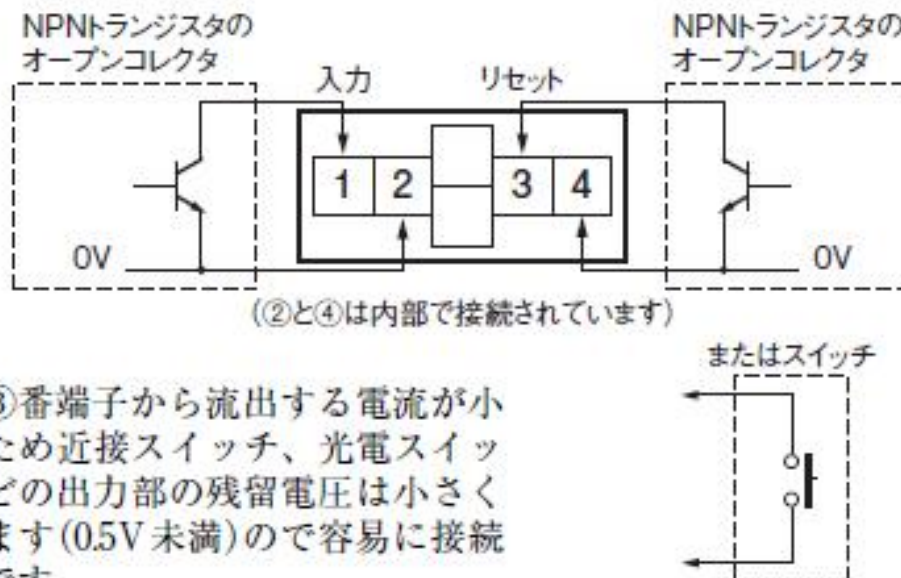 NPNトランジスタの
オープンコレクタ
NPNトランジスタの
オープンコレクタ
入力
リセット
1 2 3 4
0V
0V
(②と④は内部で接続されています)
またはスイッチ
番端子から流出する電流が小
ため近接スイッチ、光電スイッ
どの出力部の残留電圧は小さく
ます(0.5V未満)ので容易に接続
です